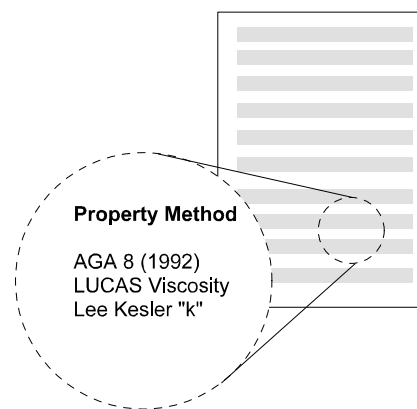 Property Method
AGA 8 (1992)
LUCAS Viscosity
Lee Kesler "k"